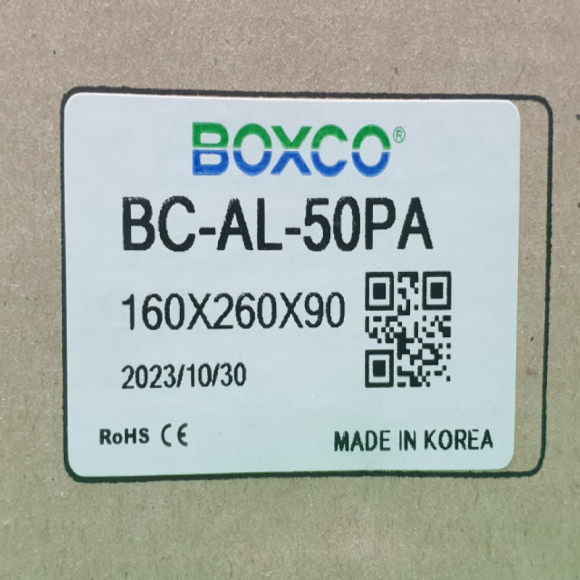 BOXCO®
BC-AL-50PA
160X260X90
2023/10/30
RoHS CE
MADE IN KOREA